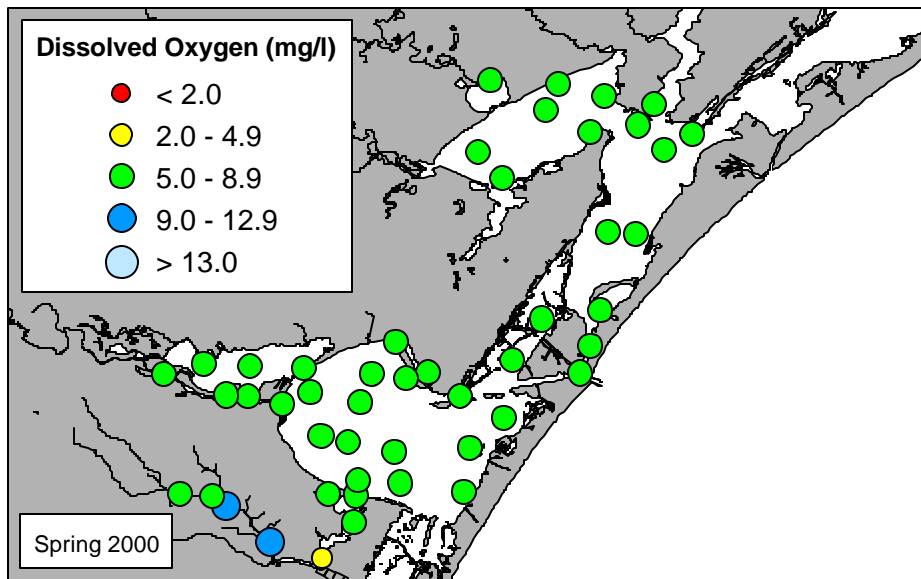 Dissolved Oxygen (mg/l)
< 2.0
2.0 - 4.9
5.0 - 8.9
9.0 - 12.9
> 13.0
Spring 2000